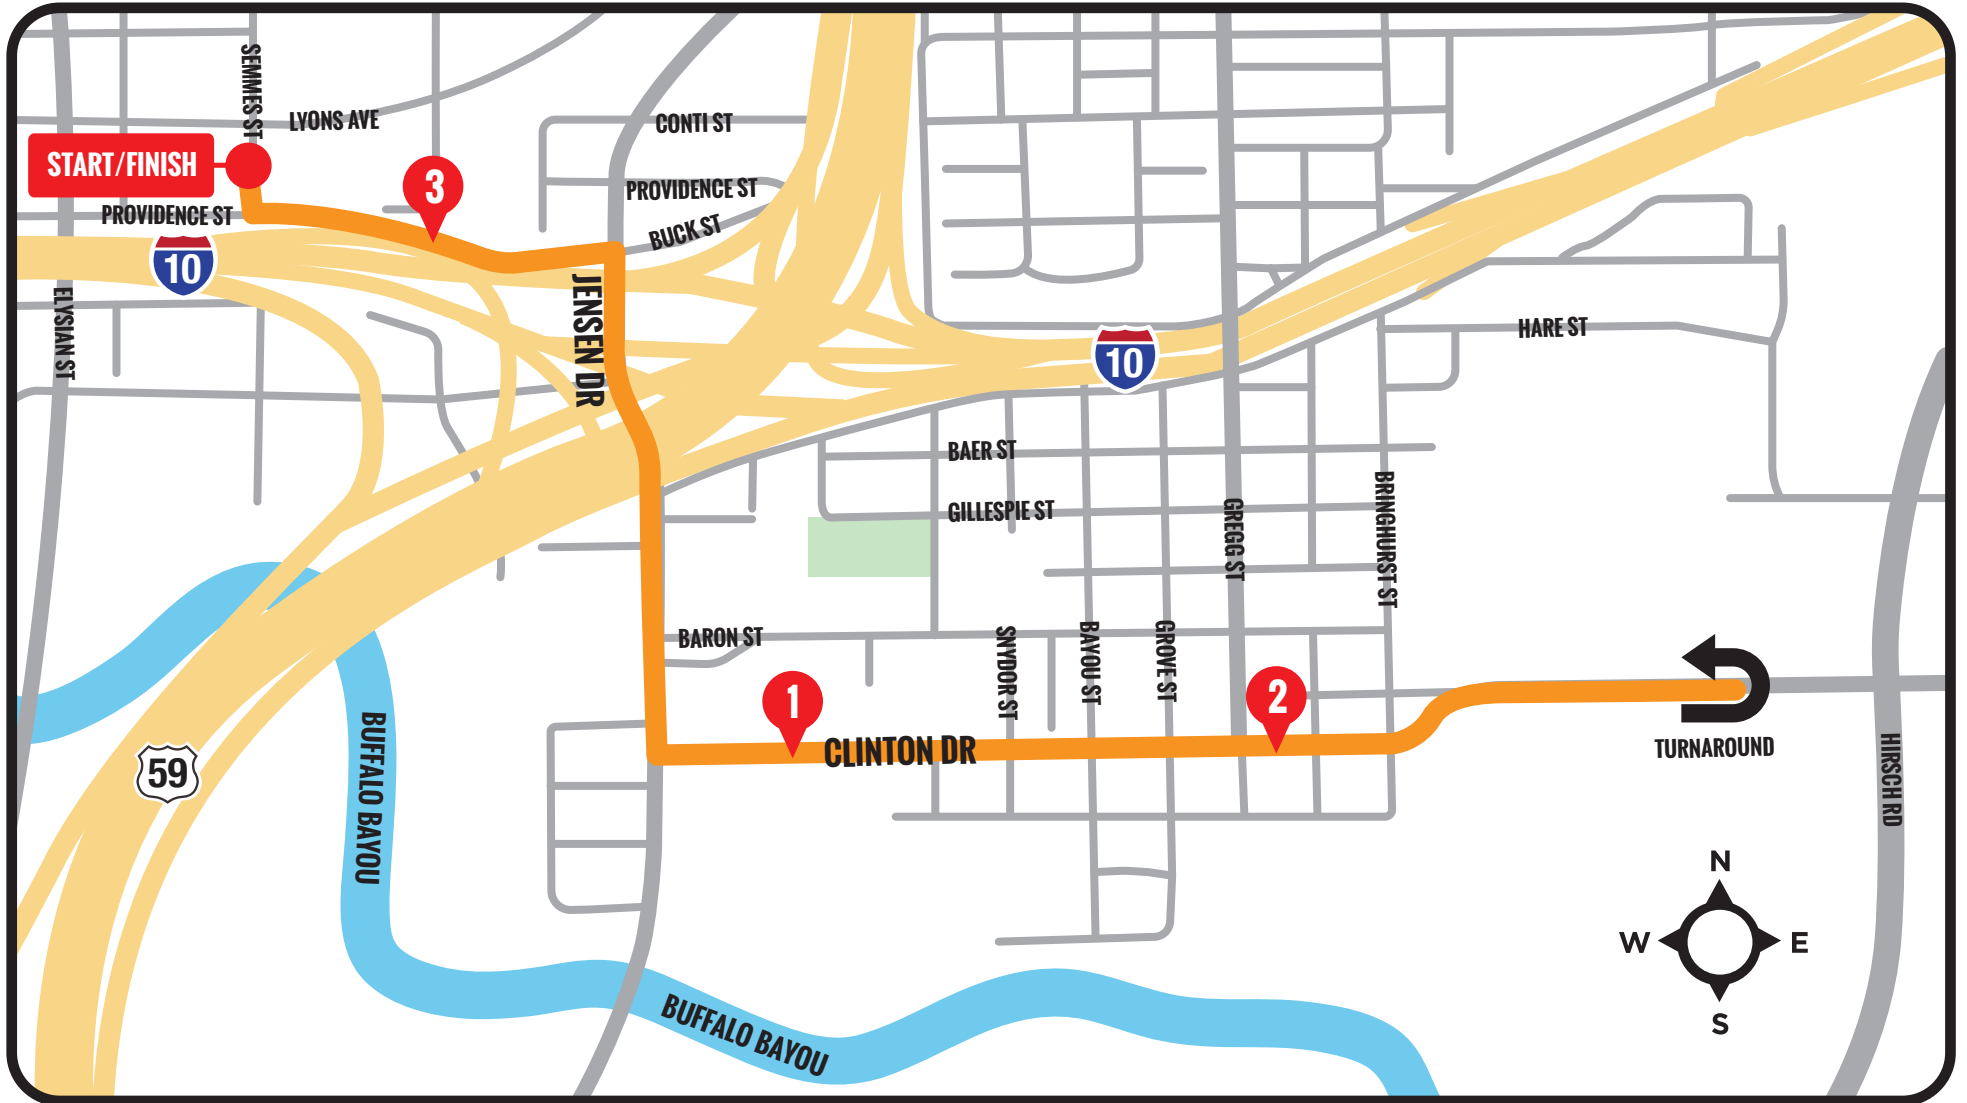 SEMMES ST
LYONS AVE
CONTI ST
START/FINISH
3
PROVIDENCE ST
PROVIDENCE ST
BUCK ST
10
ELYSIAN ST
JENSEN DR
10
HARE ST
BAER ST
GILLESPIE ST
GREGG ST
BRINGHURST ST
BARON ST
SNYDOR ST
BAYOU ST
GROVE ST
1
2
CLINTON DR
TURNAROUND
HIRSCH RD
59
BUFFALO BAYOU
BUFFALO BAYOU
N
W
E
S